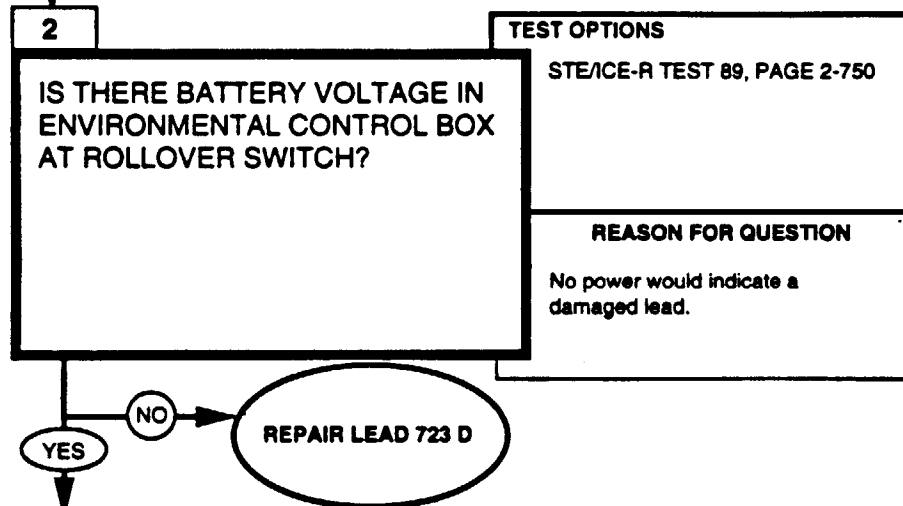 2
IS THERE BATTERY VOLTAGE IN
ENVIRONMENTAL CONTROL BOX
AT ROLLOVER SWITCH?
TEST OPTIONS
STE/ICE-R TEST 89, PAGE 2-750
REASON FOR QUESTION
No power would indicate a
damaged lead.
NO
REPAIR LEAD 723 D
YES